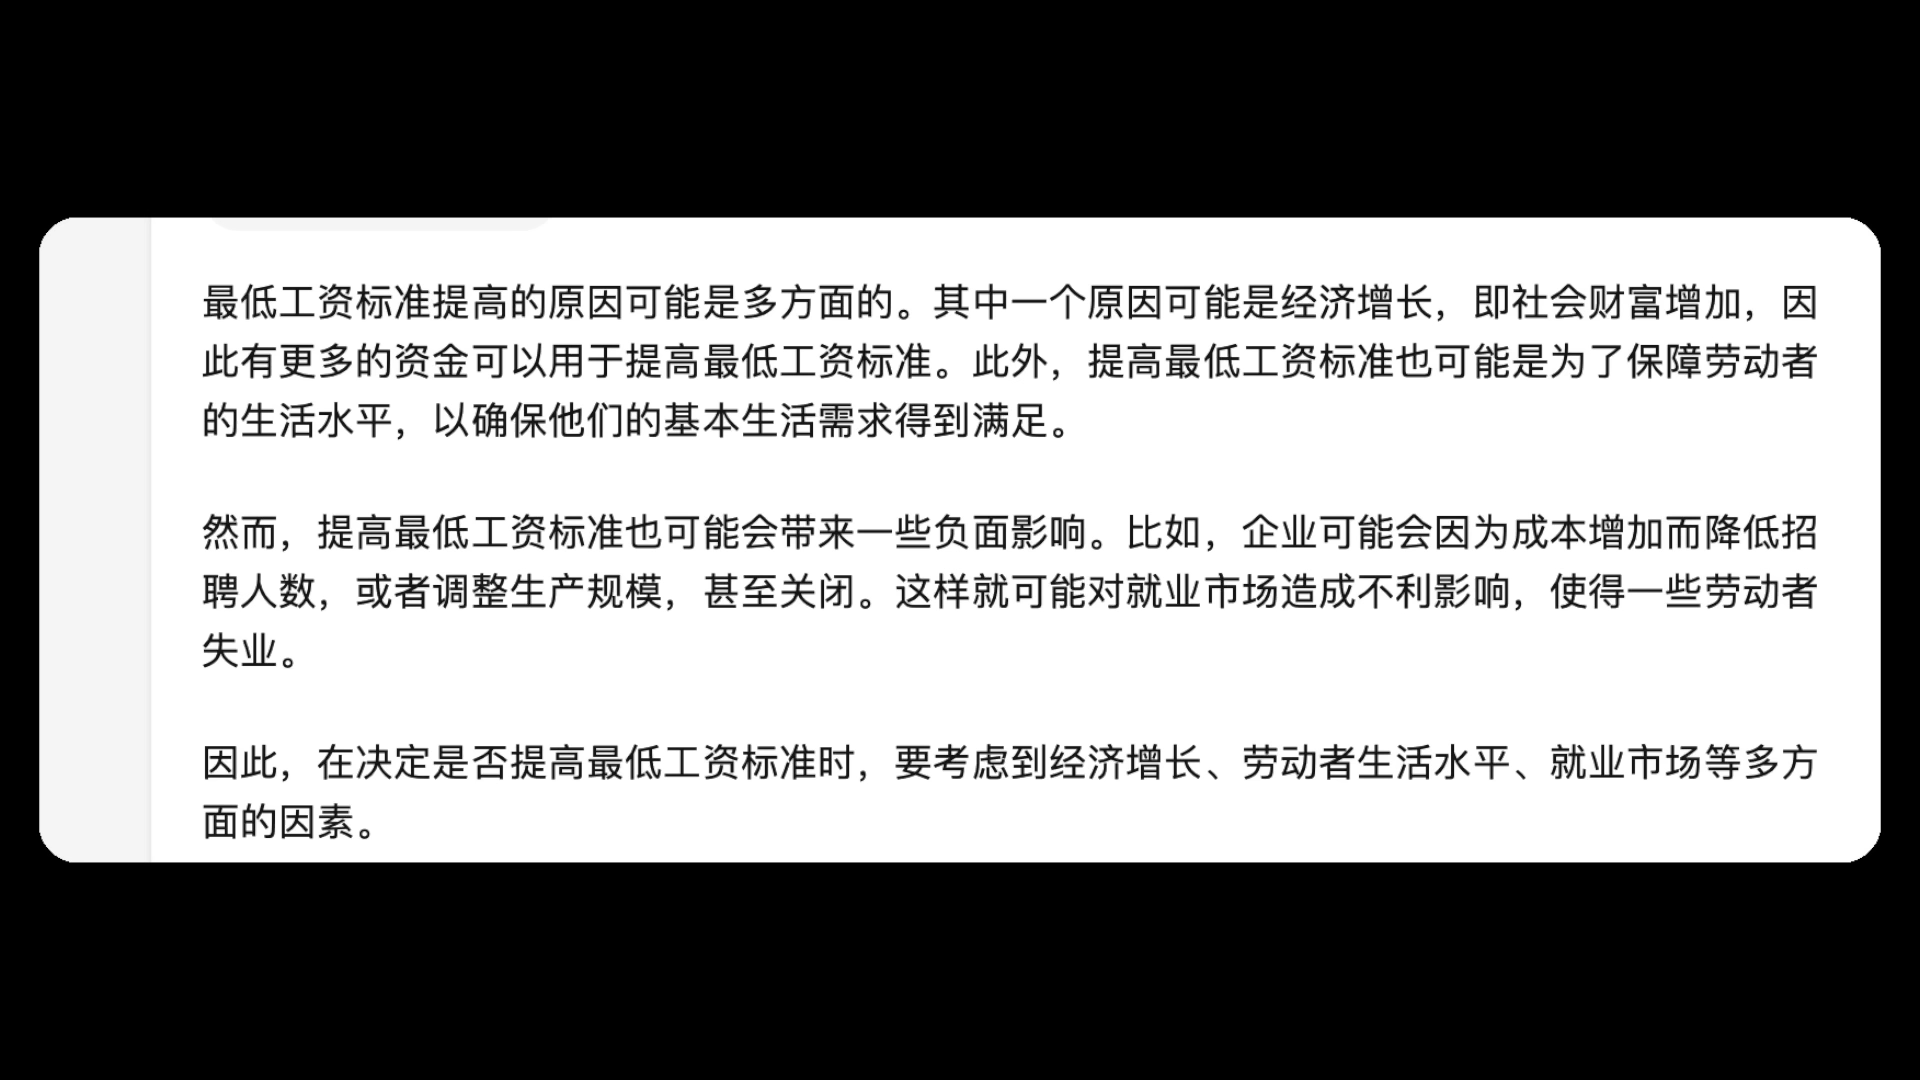 最低工资标准提高的原因可能是多方面的。其中一个原因可能是经济增长，即社会财富增加，因
此有更多的资金可以用于提高最低工资标准。此外，提高最低工资标准也可能是为了保障劳动者
的生活水平，以确保他们的基本生活需求得到满足。
然而，提高最低工资标准也可能会带来一些负面影响。比如，企业可能会因为成本增加而降低招
聘人数，或者调整生产规模，甚至关闭。这样就可能对就业市场造成不利影响，使得一些劳动者
失业。
因此，在决定是否提高最低工资标准时，要考虑到经济增长、劳动者生活水平、就业市场等多方
面的因素。